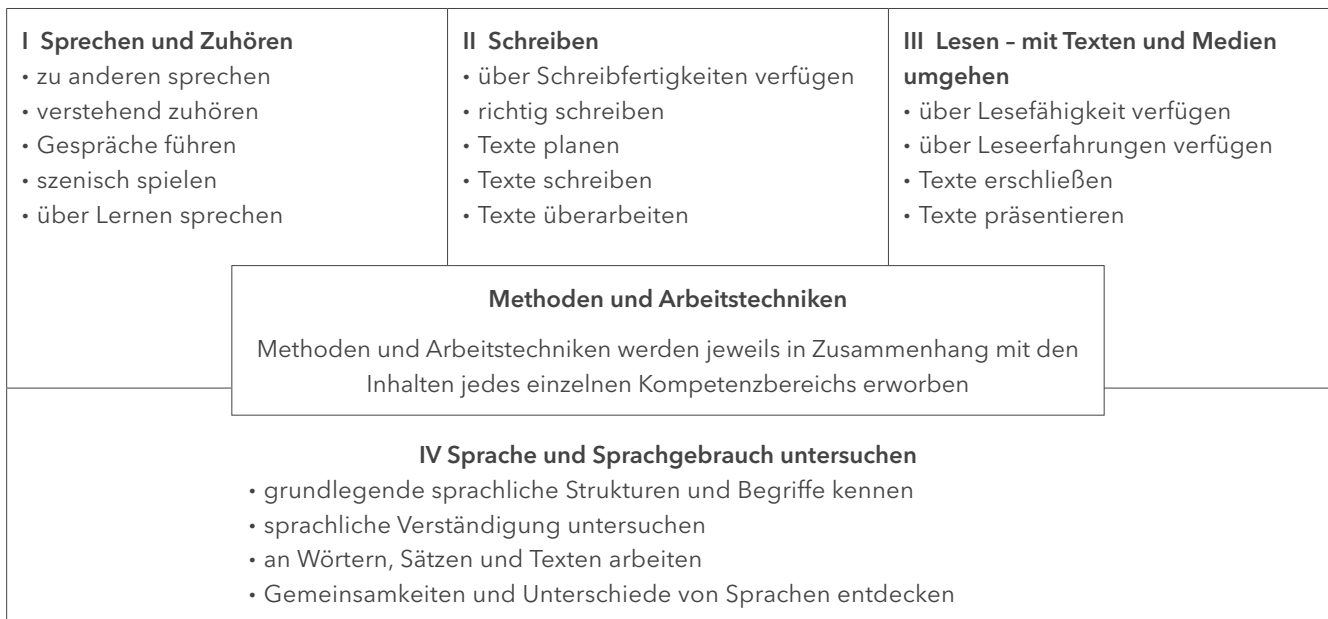 I Sprechen und Zuhören
• zu anderen sprechen
• verstehend zuhören
• Gespräche führen
• szenisch spielen
• über Lernen sprechen
II Schreiben
• über Schreibfertigkeiten verfügen
• richtig schreiben
• Texte planen
• Texte schreiben
• Texte überarbeiten
III Lesen – mit Texten und Medien
umgehen
• über Lesefähigkeit verfügen
• über Leseerfahrungen verfügen
• Texte erschließen
• Texte präsentieren
Methoden und Arbeitstechniken
Methoden und Arbeitstechniken werden jeweils in Zusammenhang mit den
Inhalten jedes einzelnen Kompetenzbereichs erworben
IV Sprache und Sprachgebrauch untersuchen
• grundlegende sprachliche Strukturen und Begriffe kennen
• sprachliche Verständigung untersuchen
• an Wörtern, Sätzen und Texten arbeiten
• Gemeinsamkeiten und Unterschiede von Sprachen entdecken